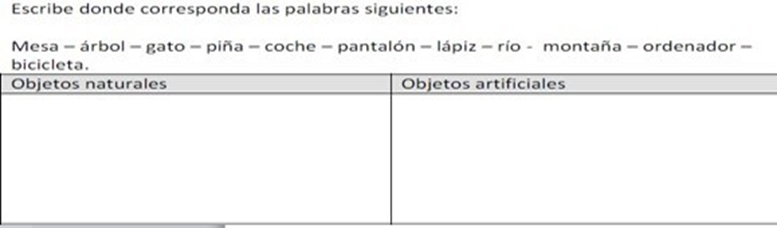 Escribe donde corresponda las palabras siguientes:
Mesa – árbol – gato – piña – coche – pantalón – lápiz – río - montaña – ordenador –
bicicleta.
Objetos naturales
Objetos artificiales